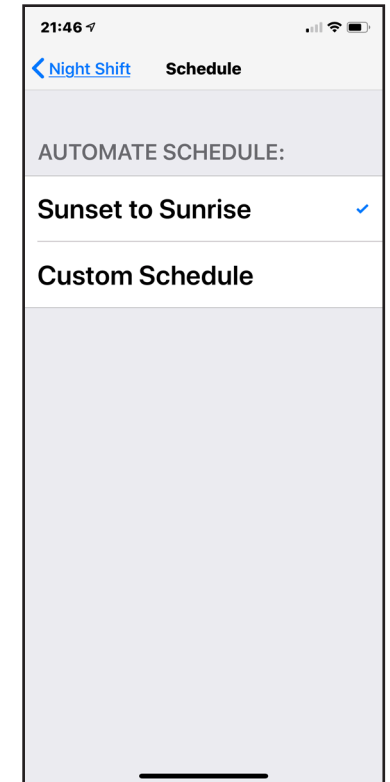 21:46
Night Shift Schedule
AUTOMATE SCHEDULE:
Sunset to Sunrise
Custom Schedule